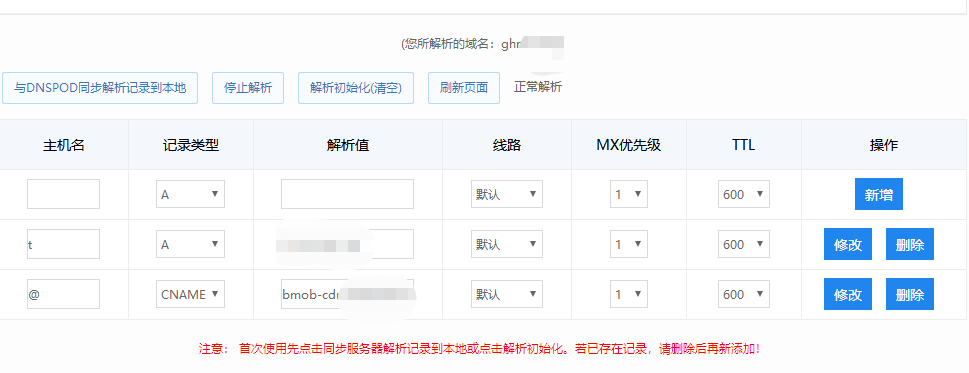 (您所解析的域名：gh
与DNSPOD同步解析记录到本地 停止解析 解析初始化(清空) 刷新页面 正常解析
主机名 记录类型 解析值 线路 MX优先级 TTL 操作
A 默认 1 600 新增
t A 默认 1 600 修改 删除
@ CNAME bmob-cdn 默认 1 600 修改 删除
注意： 首次使用先点击同步服务器解析记录到本地或点击解析初始化。若已存在记录，请删除后再新添加！